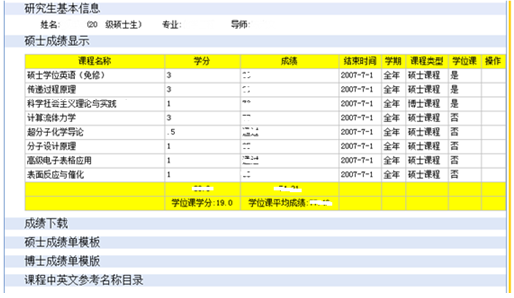 研究生基本信息
姓名: (20 级硕士生) 专业: 导师:
硕士成绩显示
课程名称 学分 成绩 结束时间 学期 课程类型 学位课 操作
硕士学位英语（免修） 3 2007-7-1 全年 硕士课程 是
传递过程原理 3 2007-7-1 全年 硕士课程 是
科学社会主义理论与实践 1 2007-7-1 全年 博士课程 是
计算流体力学 3 2007-7-1 全年 硕士课程 否
超分子化学导论 .5 通过 2007-7-1 全年 硕士课程 否
分子设计原理 1 2007-7-1 全年 硕士课程 否
高级电子表格应用 1 通过 2007-7-1 全年 硕士课程 否
表面反应与催化 1 2007-7-1 全年 硕士课程 否
学位课学分:19.0 学位课平均成绩:
成绩下载
硕士成绩单模板
博士成绩单模版
课程中英文参考名称目录